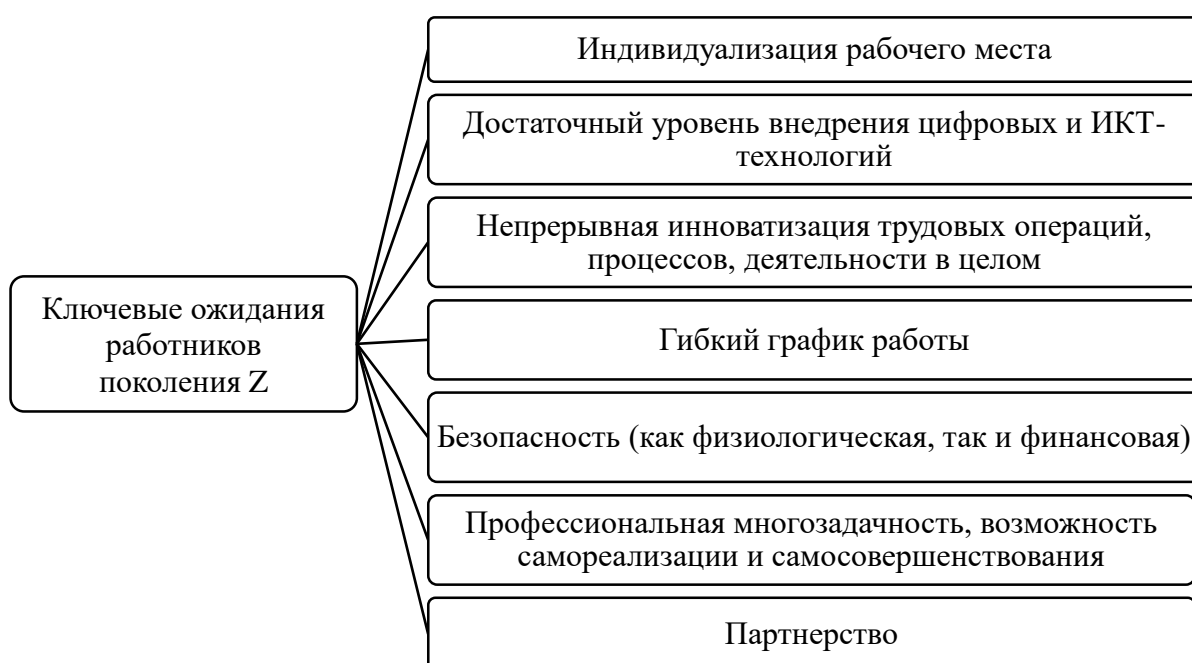 Ключевые ожидания
работников
поколения Z
Индивидуализация рабочего места
Достаточный уровень внедрения цифровых и ИКТ-
технологий
Непрерывная инноватизация трудовых операций,
процессов, деятельности в целом
Гибкий график работы
Безопасность (как физиологическая, так и финансовая)
Профессиональная многозадачность, возможность
самореализации и самосовершенствования
Партнерство